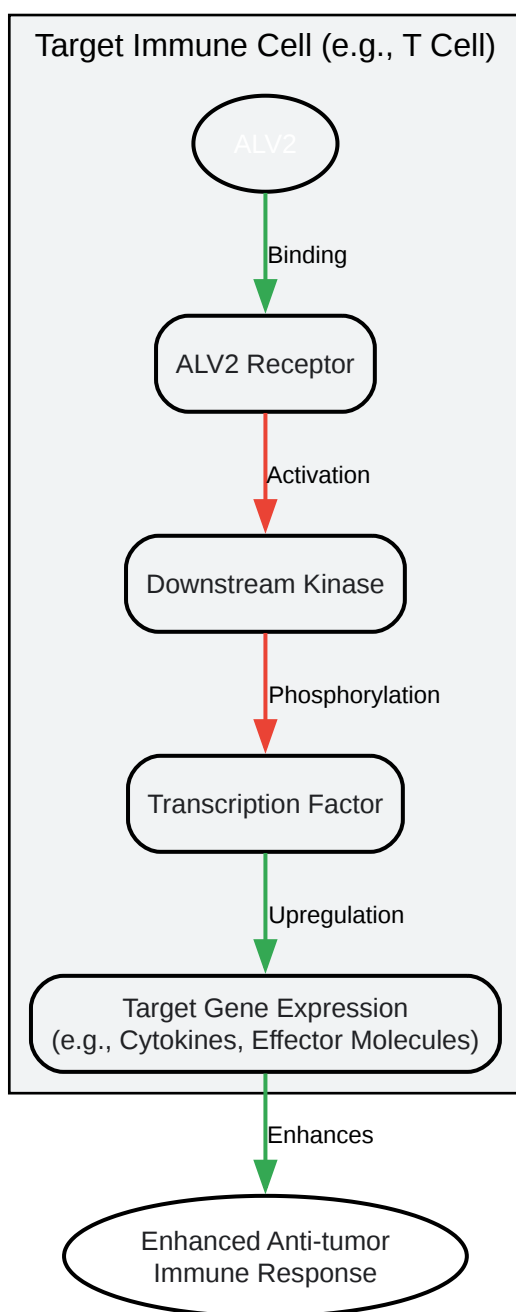 Target Immune Cell (e.g., T Cell)
ALV2
Binding
ALV2 Receptor
Activation
Downstream Kinase
Phosphorylation
Transcription Factor
Upregulation
Target Gene Expression
(e.g., Cytokines, Effector Molecules)
Enhances
Enhanced Anti-tumor
Immune Response